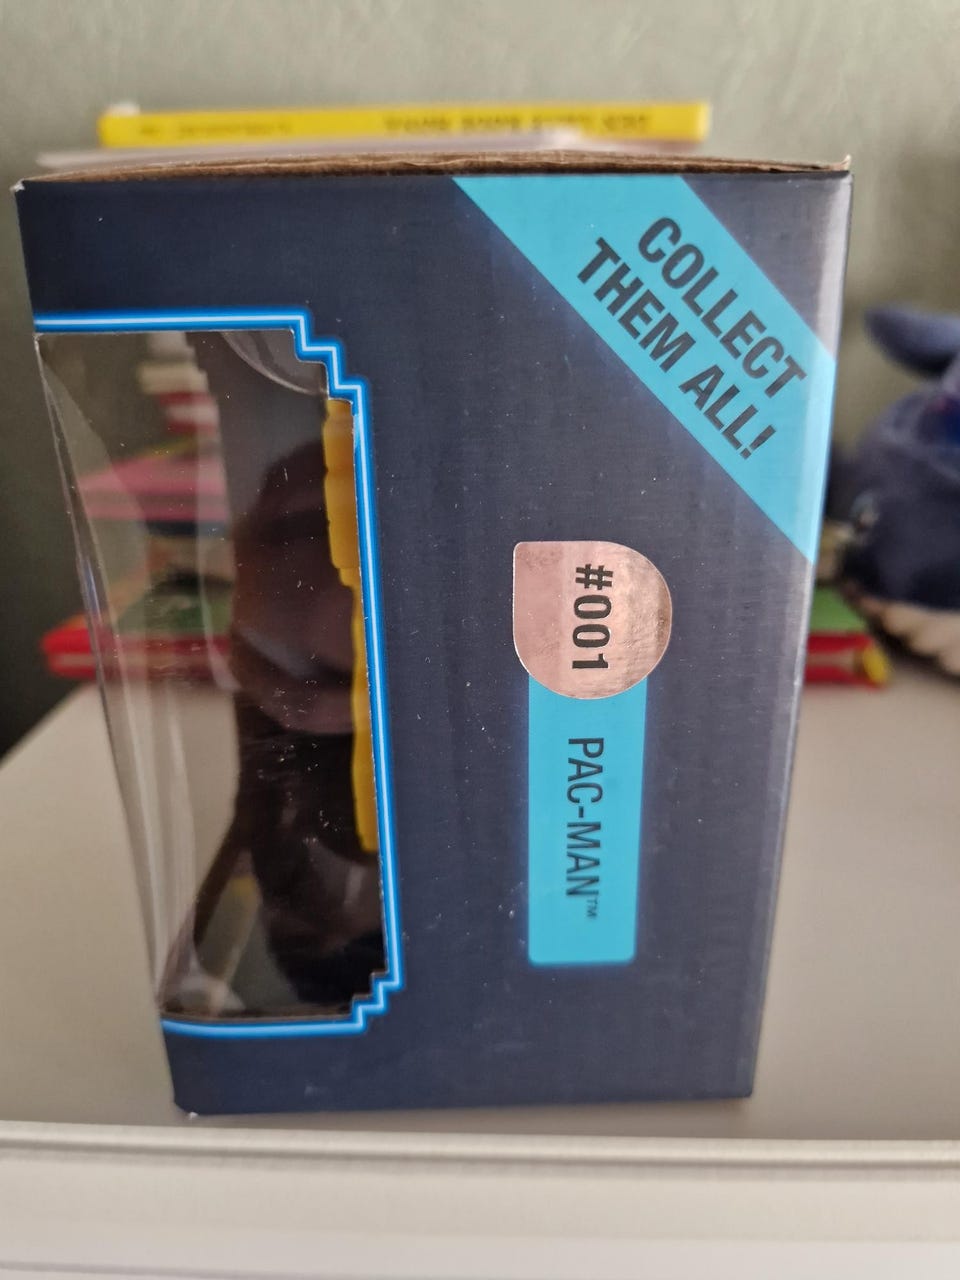 COLLECT
THEM ALL!
#001
PAC-MAN™